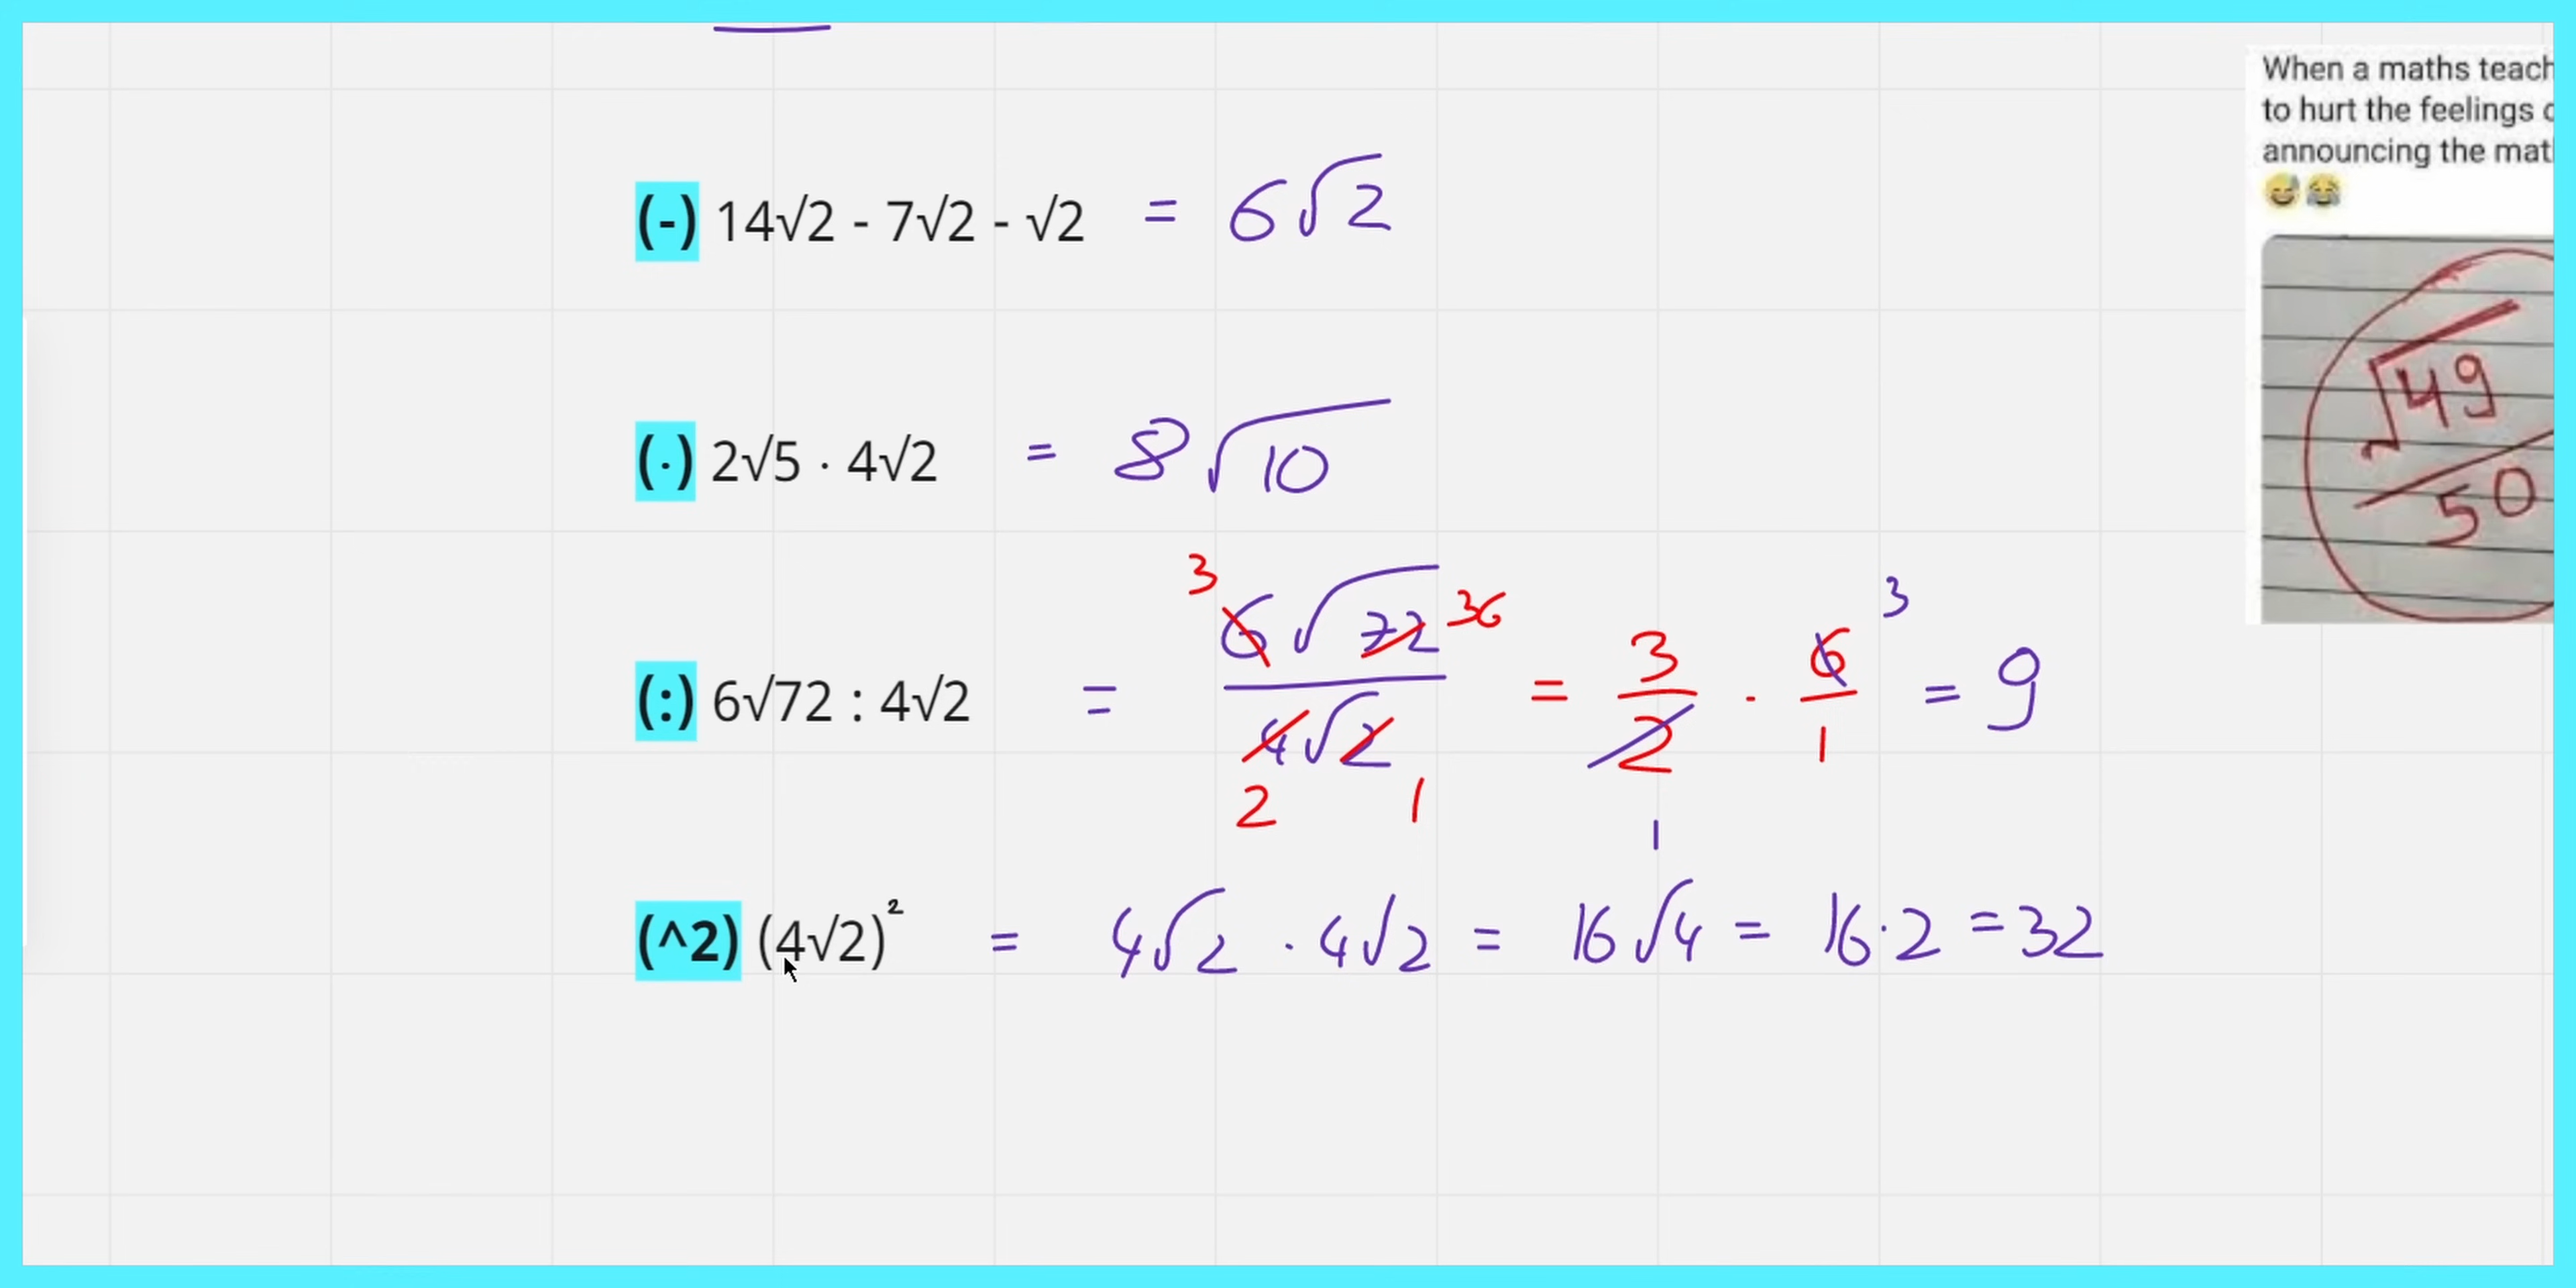 When a maths teach
to hurt the feelings
announcing the mat
😅😂
√49/50
(-) 14√2 - 7√2 - √2 = 6√2
(·) 2√5 · 4√2 = 8√10
(:) 6√72 : 4√2 = 6√72/4√2 3 36 2 1 = 3/2 · 6/1 3 1 = 9
(^2) (4√2)² = 4√2 · 4√2 = 16√4 = 16·2 = 32